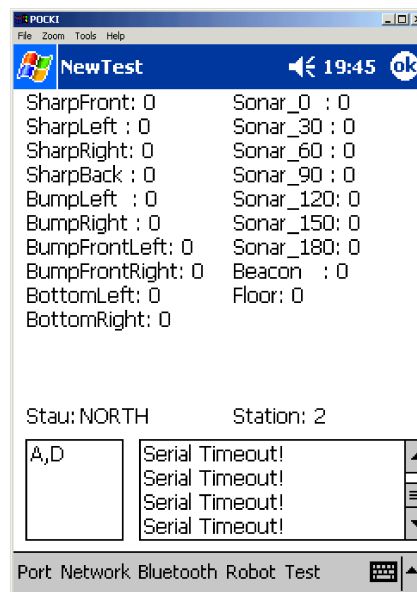 POCKI
File Zoom Tools Help
NewTest 19:45 ok
SharpFront: 0
SharpLeft : 0
SharpRight: 0
SharpBack : 0
BumpLeft : 0
BumpRight : 0
BumpFrontLeft: 0
BumpFrontRight: 0
BottomLeft: 0
BottomRight: 0
Sonar_0 : 0
Sonar_30 : 0
Sonar_60 : 0
Sonar_90 : 0
Sonar_120: 0
Sonar_150: 0
Sonar_180: 0
Beacon : 0
Floor: 0
Stau: NORTH
Station: 2
A,D
Serial Timeout!
Serial Timeout!
Serial Timeout!
Serial Timeout!
Port Network Bluetooth Robot Test